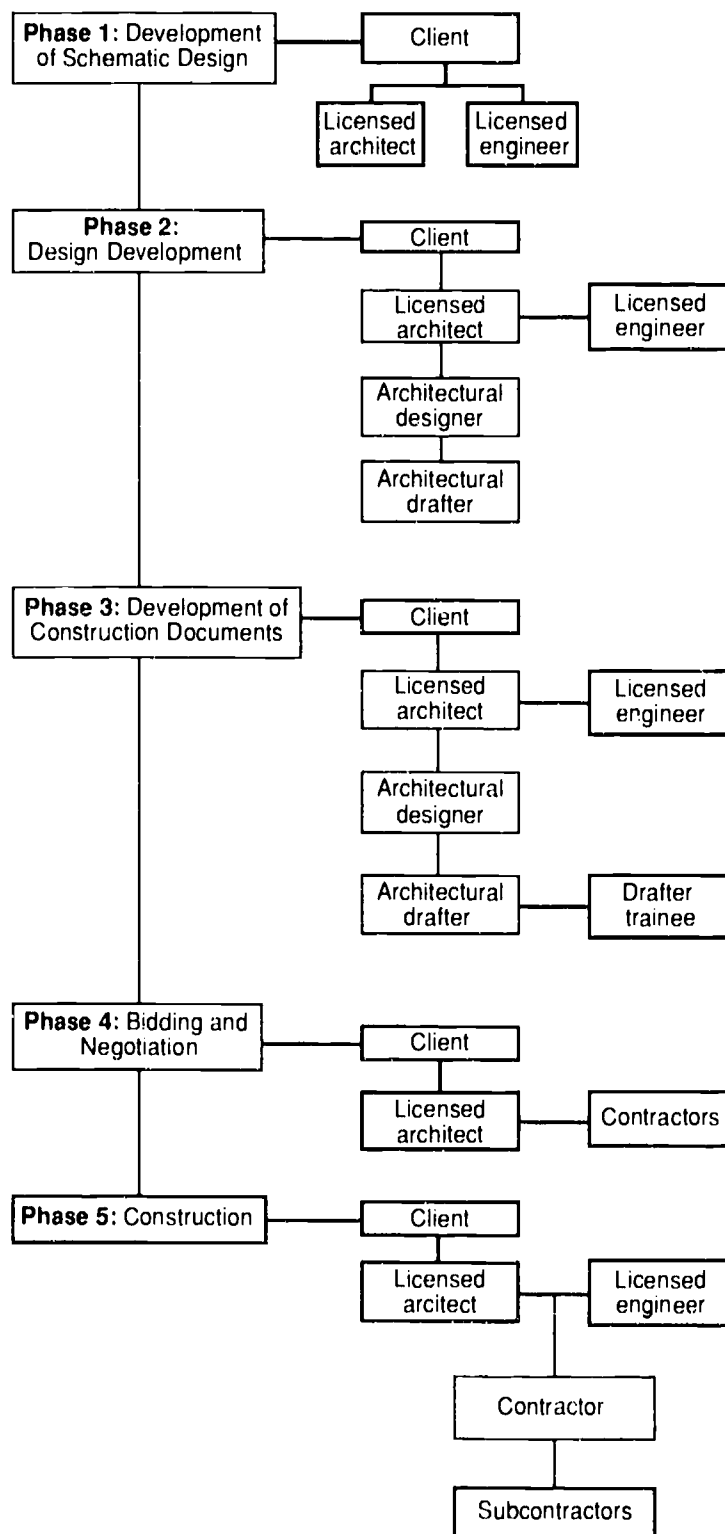 Phase 1: Development
of Schematic Design
Client
Licensed
architect
Licensed
engineer
Phase 2:
Design Development
Client
Licensed
architect
Licensed
engineer
Architectural
designer
Architectural
drafter
Phase 3: Development of
Construction Documents
Client
Licensed
architect
Licensed
engineer
Architectural
designer
Architectural
drafter
Drafter
trainee
Phase 4: Bidding and
Negotiation
Client
Licensed
architect
Contractors
Phase 5: Construction
Client
Licensed
arcitect
Licensed
engineer
Contractor
Subcontractors